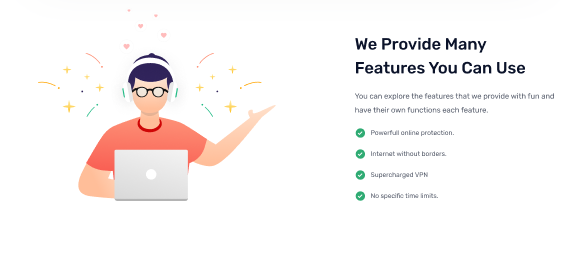 We Provide Many
Features You Can Use
You can explore the features that we provide with fun and
have their own functions each feature.
Powerfull online protection.
Internet without borders.
Supercharged VPN
No specific time limits.